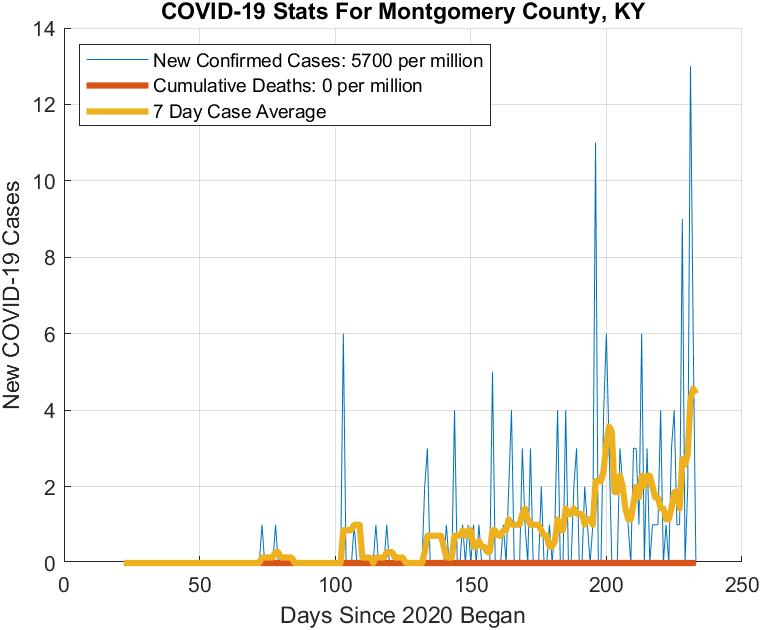 COVID-19 Stats For Montgomery County, KY
New Confirmed Cases: 5700 per million
Cumulative Deaths: 0 per million
7 Day Case Average
New COVID-19 Cases
14
12
10
8
6
4
2
0
0 50 100 150 200 250
Days Since 2020 Began